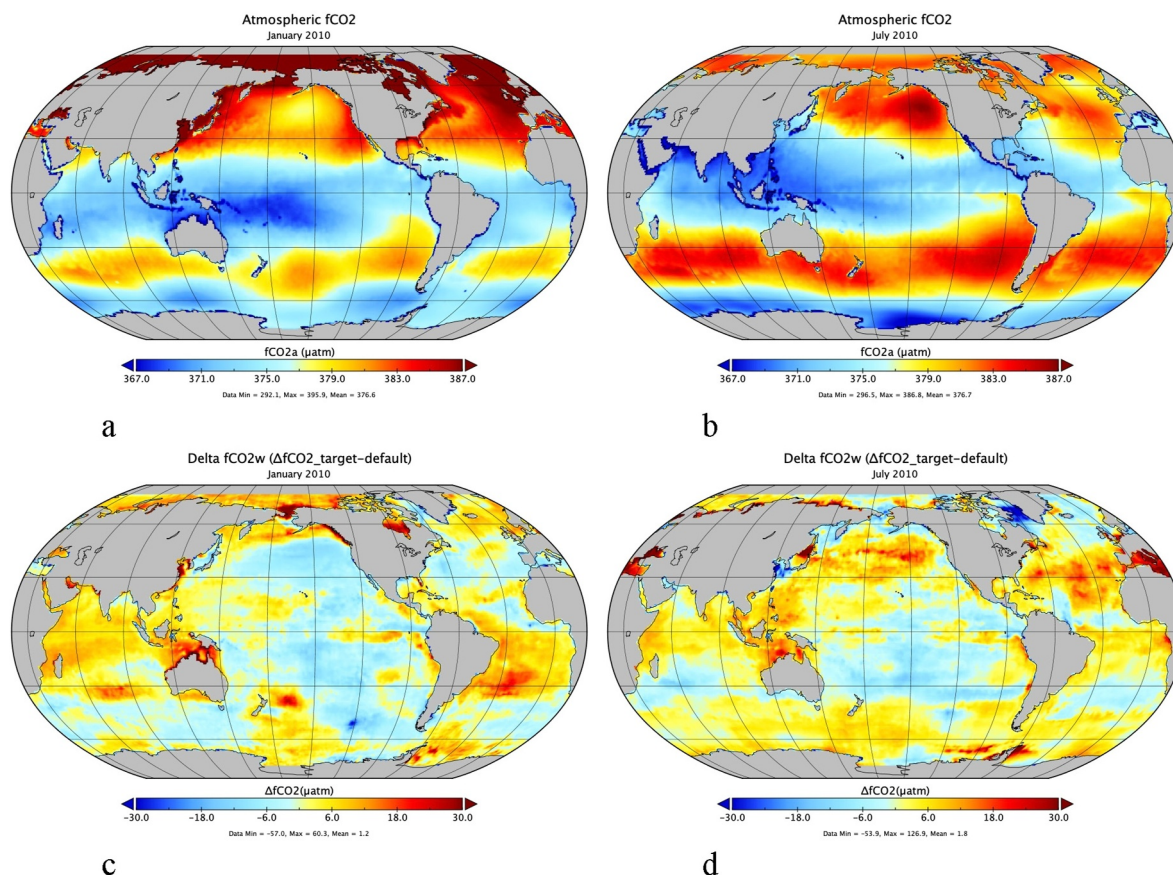 Atmospheric fCO2
January 2010
fCO2a (µatm)
367.0 371.0 375.0 379.0 383.0 387.0
Data Min = 292.1, Max = 395.9, Mean = 376.6
a
Atmospheric fCO2
July 2010
fCO2a (µatm)
367.0 371.0 375.0 379.0 383.0 387.0
Data Min = 296.5, Max = 386.8, Mean = 376.7
b
Delta fCO2w (ΔfCO2_target-default)
January 2010
ΔfCO2(µatm)
−30.0 −18.0 −6.0 6.0 18.0 30.0
Data Min = −57.0, Max = 60.3, Mean = 1.2
c
Delta fCO2w (ΔfCO2_target-default)
July 2010
ΔfCO2(µatm)
−30.0 −18.0 −6.0 6.0 18.0 30.0
Data Min = −53.9, Max = 126.9, Mean = 1.8
d